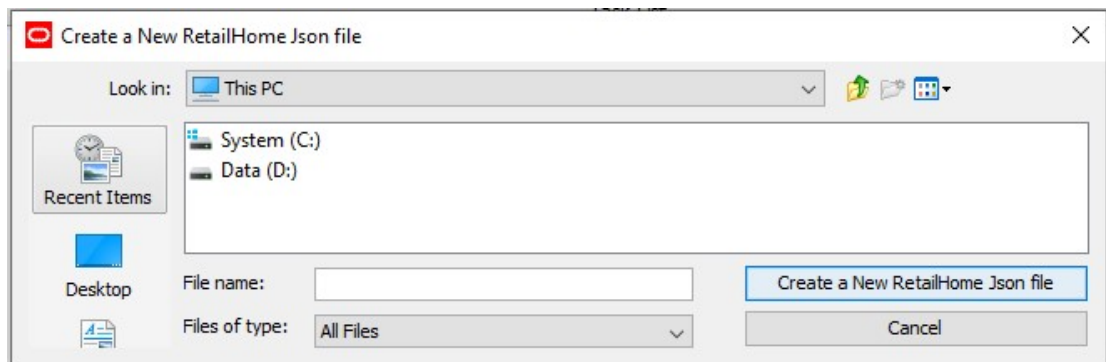 Create a New RetailHome Json file
Look in: This PC
System (C:)
Data (D:)
Recent Items
Desktop
File name:
Create a New RetailHome Json file
Files of type: All Files
Cancel